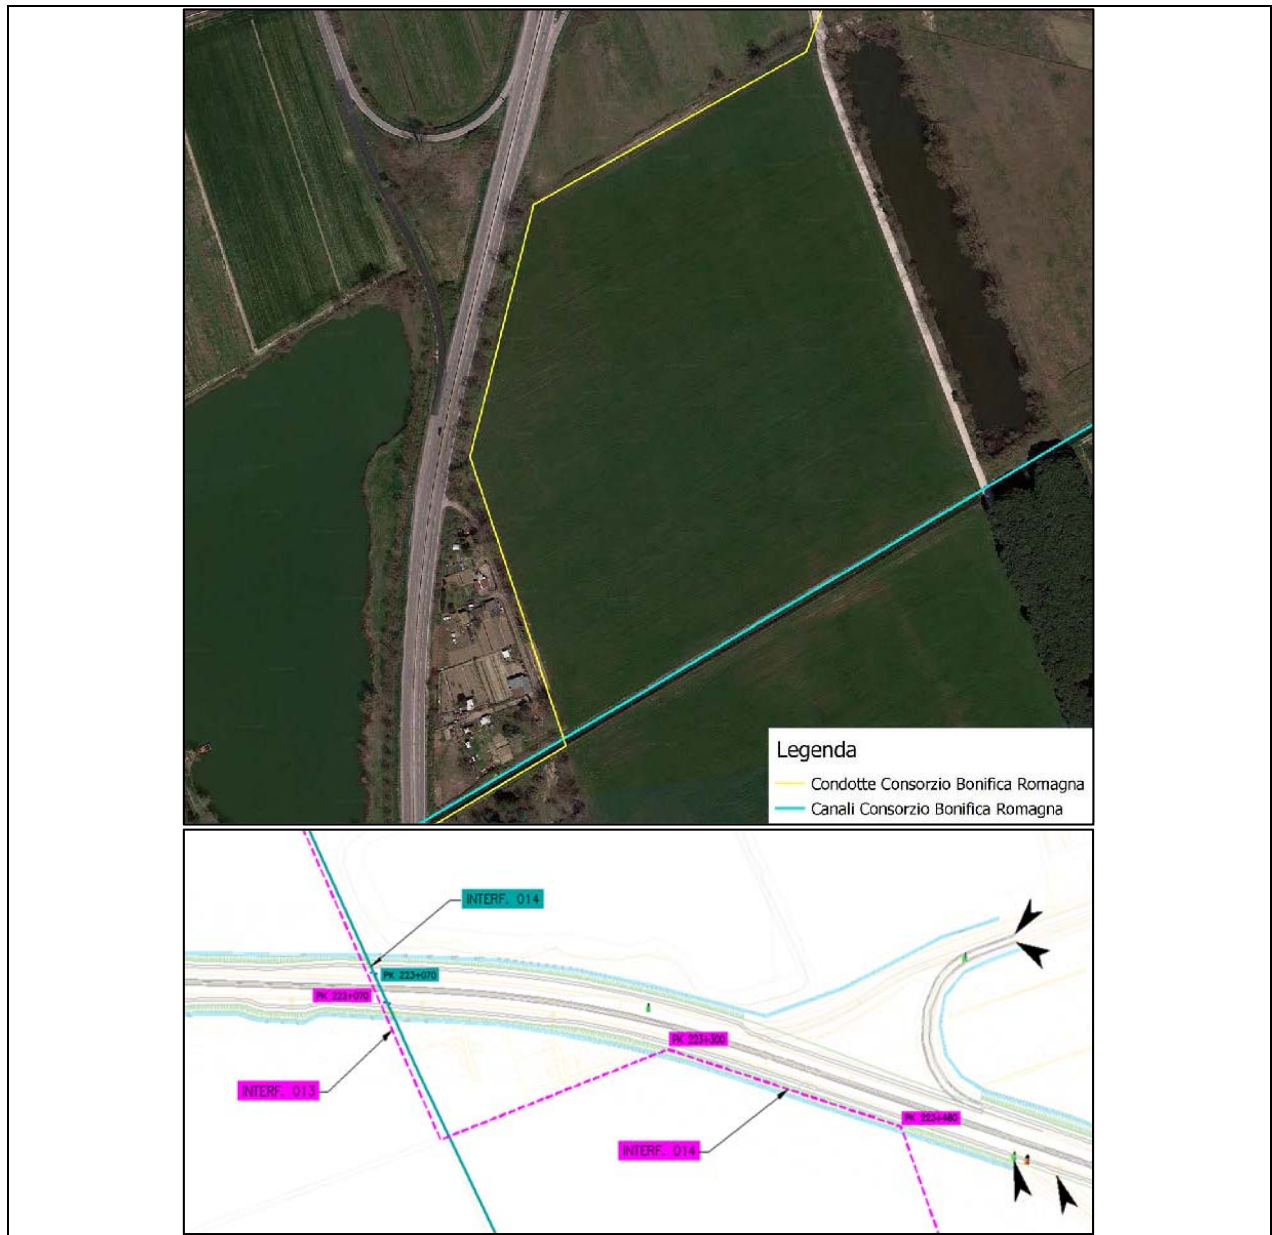 Legenda
Condotte Consorzio Bonifica Romagna
Canali Consorzio Bonifica Romagna
INTERF. 014
PK 223+070
PK 223+070
PK 223+300
INTERF. 013
PK 223+480
INTERF. 014